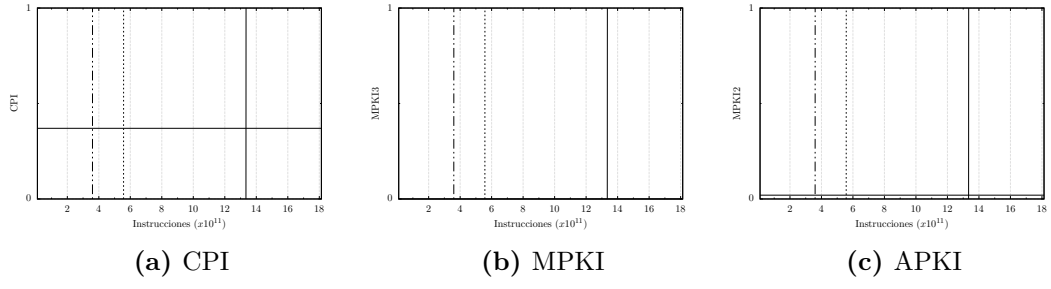 1
CPI
0
2 4 6 8 10 12 14 16 18
Instrucciones (x10^11)
(a) CPI
1
MPKI3
0
2 4 6 8 10 12 14 16 18
Instrucciones (x10^11)
(b) MPKI
1
MPKI2
0
2 4 6 8 10 12 14 16 18
Instrucciones (x10^11)
(c) APKI